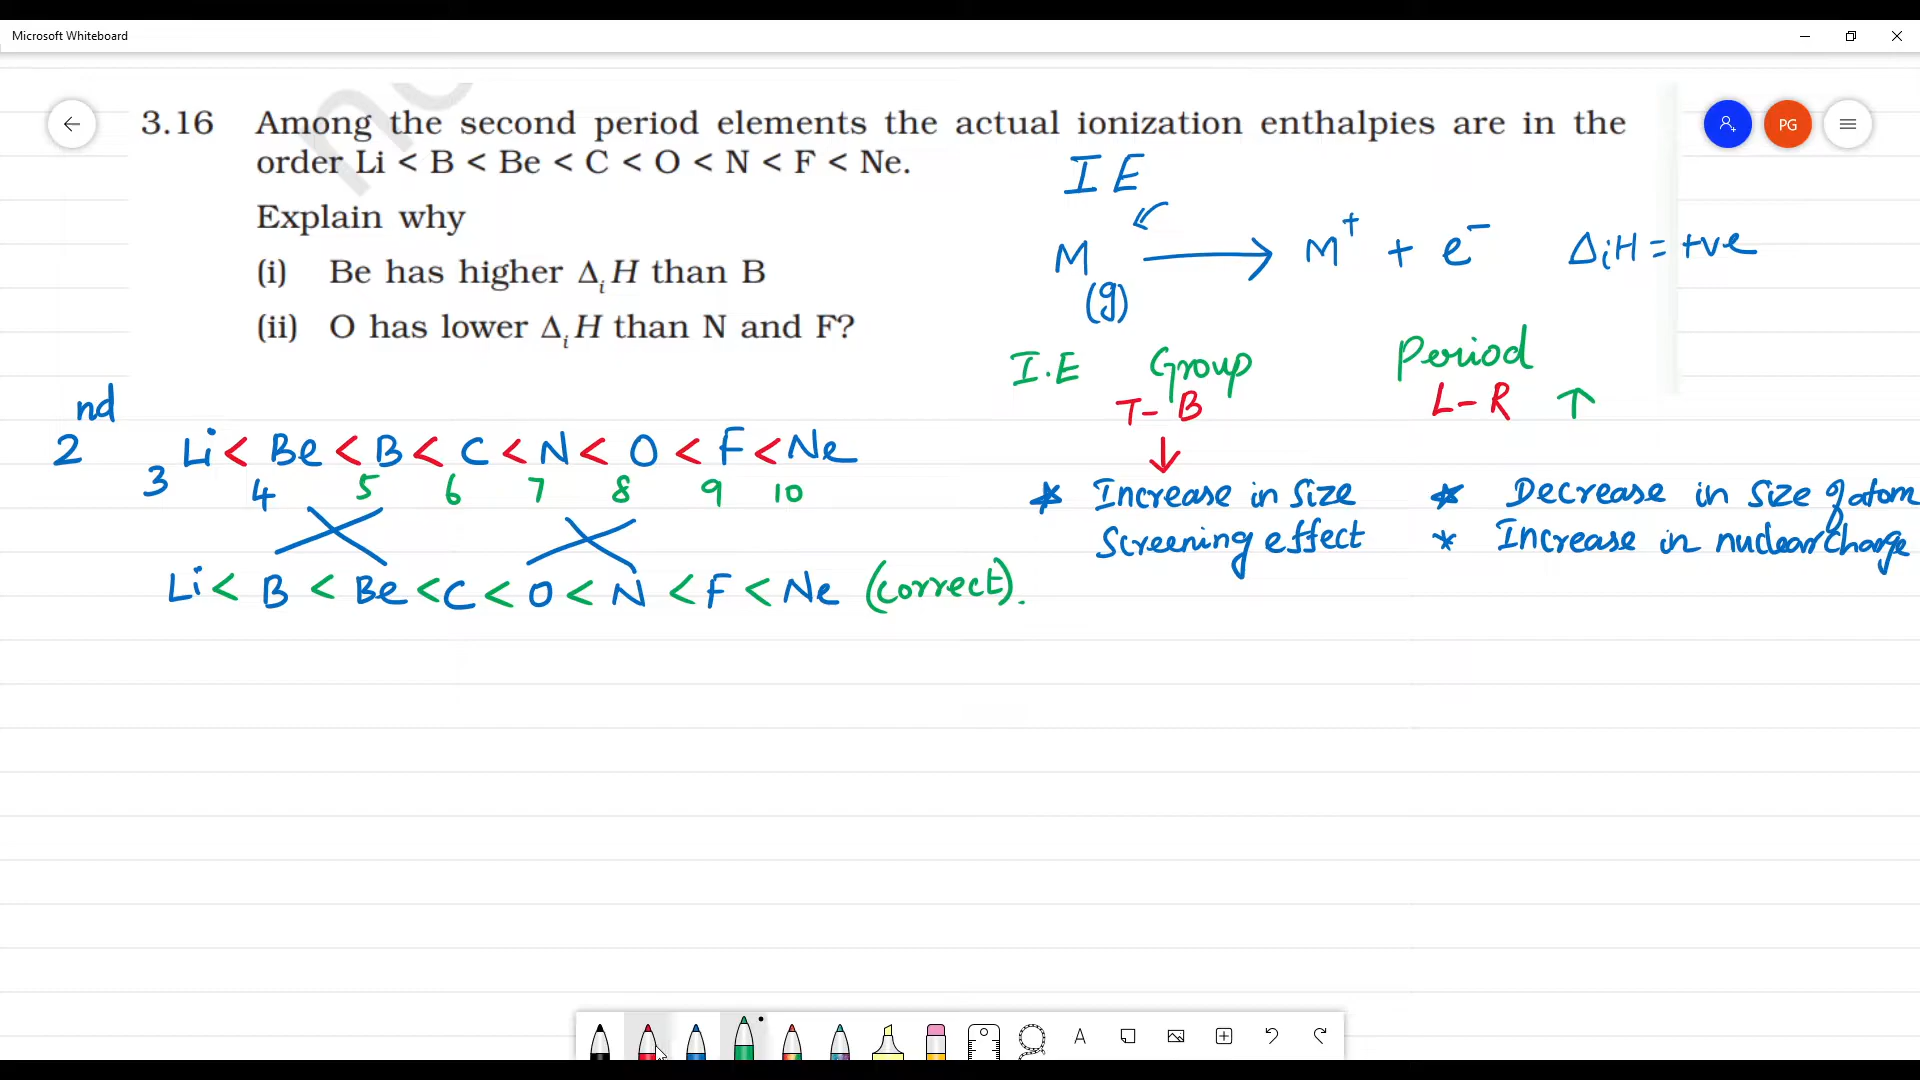 Microsoft Whiteboard
3.16 Among the second period elements the actual ionization enthalpies are in the
order Li < B < Be < C < O < N < F < Ne.
Explain why
(i) Be has higher ΔᵢH than B
(ii) O has lower ΔᵢH than N and F?
PG
I E
M ⟶ M⁺ + e⁻ ΔᵢH = +ve
(g)
I.E Group Period
T - B L - R ↑
↓
* Increase in size
Screening effect
* Decrease in size of atom
* Increase in nuclear charge
2nd Li < Be < B < C < N < O < F < Ne
3 4 5 6 7 8 9 10
Li < B < Be < C < O < N < F < Ne (correct).
A